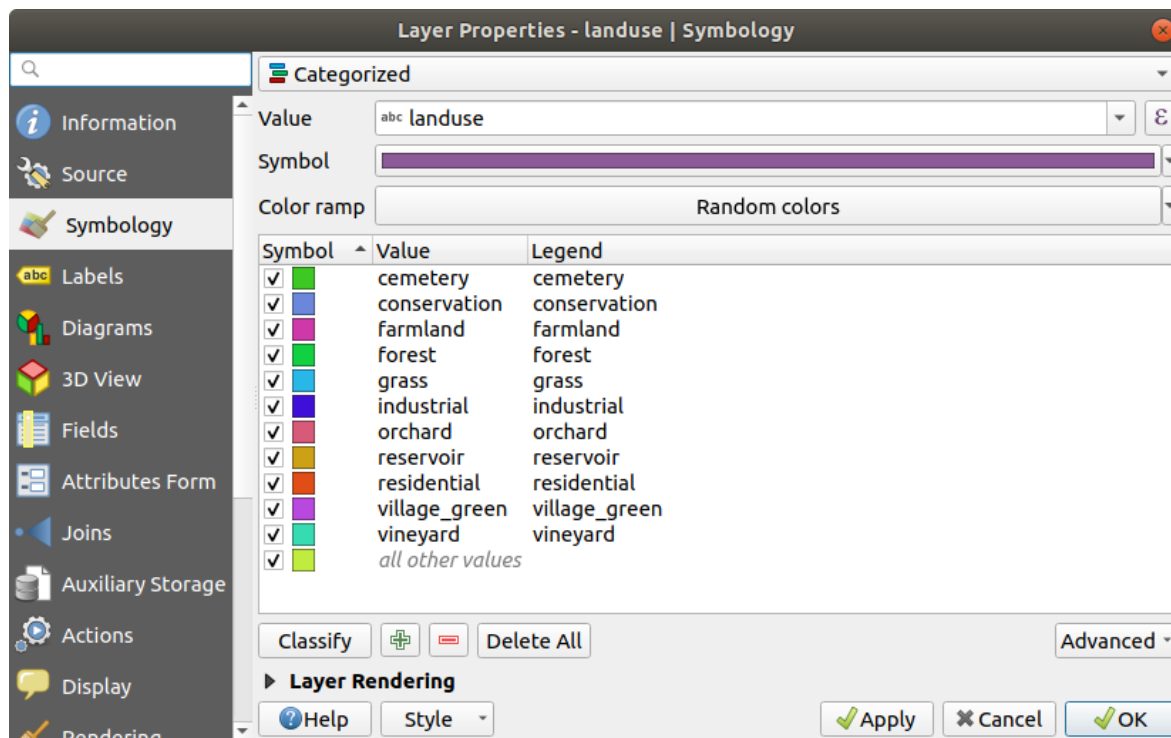 Layer Properties - landuse | Symbology
Categorized
Information
Source
Symbology
Labels
Diagrams
3D View
Fields
Attributes Form
Joins
Auxiliary Storage
Actions
Display
Rendering
Value abc landuse ε
Symbol
Color ramp Random colors
Symbol Value Legend
cemetery cemetery
conservation conservation
farmland farmland
forest forest
grass grass
industrial industrial
orchard orchard
reservoir reservoir
residential residential
village_green village_green
vineyard vineyard
all other values
Classify Delete All Advanced
Layer Rendering
Help Style Apply Cancel OK